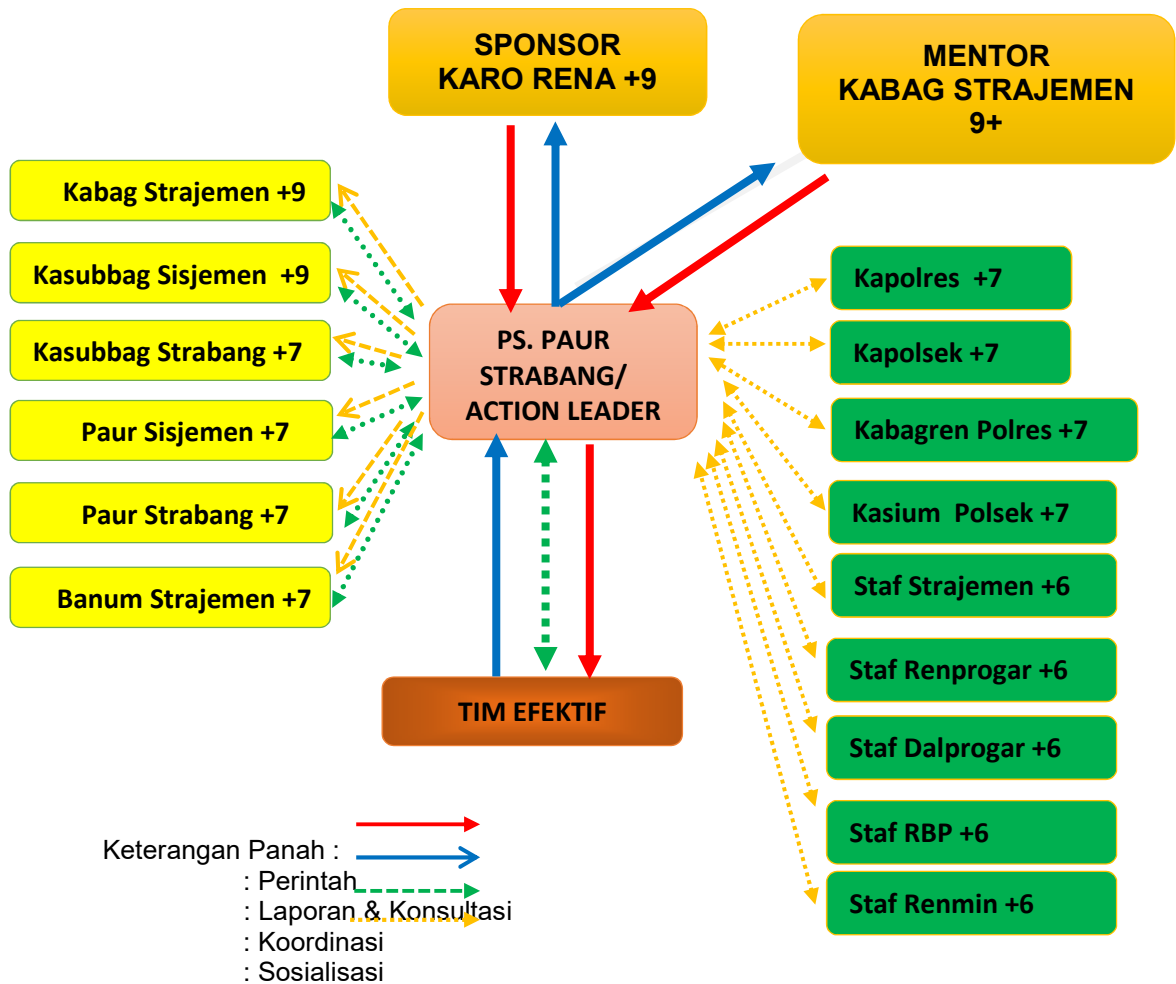 SPONSOR
KARO RENA +9
MENTOR
KABAG STRAJEMEN
9+
Kabag Strajemen +9
Kasubbag Sisjemen +9
Kasubbag Strabang +7
Paur Sisjemen +7
Paur Strabang +7
Banum Strajemen +7
PS. PAUR
STRABANG/
ACTION LEADER
TIM EFEKTIF
Kapolres +7
Kapolsek +7
Kabagren Polres +7
Kasium Polsek +7
Staf Strajemen +6
Staf Renprogar +6
Staf Dalprogar +6
Staf RBP +6
Staf Renmin +6
Keterangan Panah :
: Perintah
: Laporan & Konsultasi
: Koordinasi
: Sosialisasi